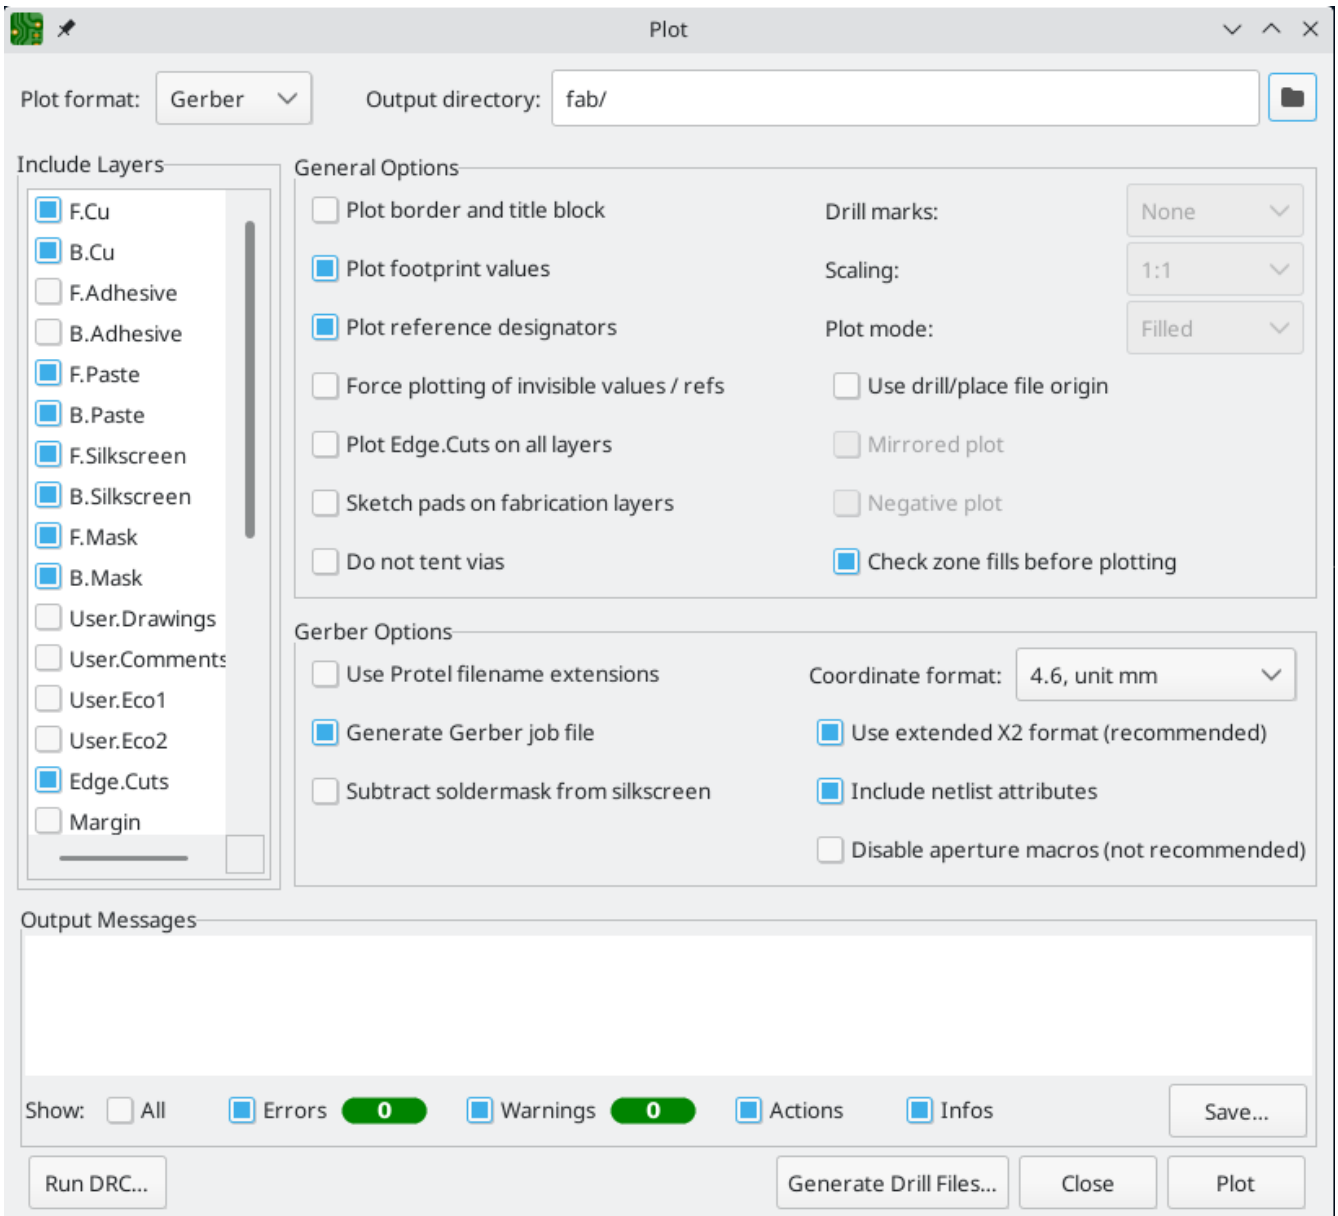 Plot
Plot format: Gerber Output directory: fab/
Include Layers
F.Cu
B.Cu
F.Adhesive
B.Adhesive
F.Paste
B.Paste
F.Silkscreen
B.Silkscreen
F.Mask
B.Mask
User.Drawings
User.Comments
User.Eco1
User.Eco2
Edge.Cuts
Margin
General Options
Plot border and title block Drill marks: None
Plot footprint values Scaling: 1:1
Plot reference designators Plot mode: Filled
Force plotting of invisible values / refs Use drill/place file origin
Plot Edge.Cuts on all layers Mirrored plot
Sketch pads on fabrication layers Negative plot
Do not tent vias Check zone fills before plotting
Gerber Options
Use Protel filename extensions Coordinate format: 4.6, unit mm
Generate Gerber job file Use extended X2 format (recommended)
Subtract soldermask from silkscreen Include netlist attributes
Disable aperture macros (not recommended)
Output Messages
Show: All Errors 0 Warnings 0 Actions Infos Save...
Run DRC... Generate Drill Files... Close Plot